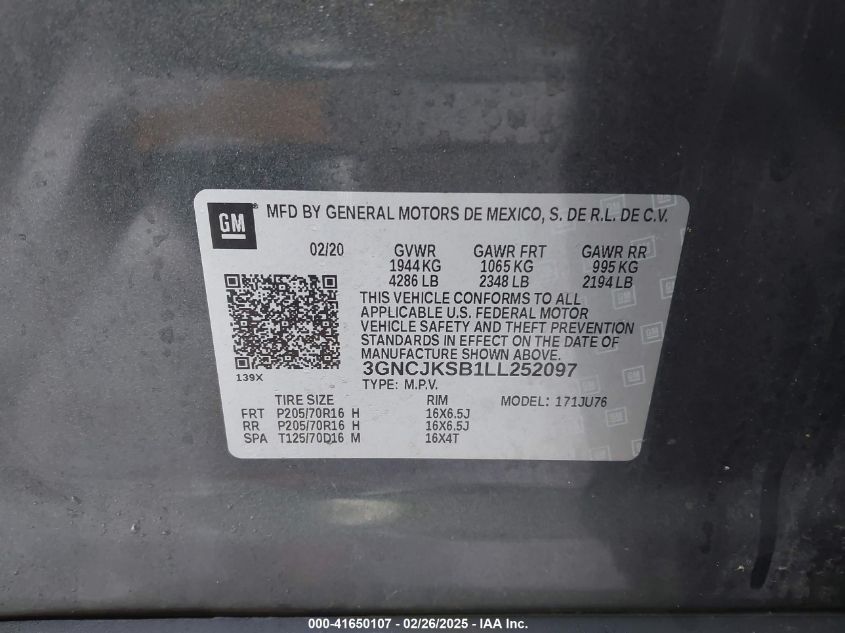 GM® MFD BY GENERAL MOTORS DE MEXICO, S. DE R.L. DE C.V.
02/20 GVWR GAWR FRT GAWR RR
1944 KG 1065 KG 995 KG
4286 LB 2348 LB 2194 LB
THIS VEHICLE CONFORMS TO ALL
APPLICABLE U.S. FEDERAL MOTOR
VEHICLE SAFETY AND THEFT PREVENTION
STANDARDS IN EFFECT ON THE DATE OF
MANUFACTURE SHOWN ABOVE.
139X 3GNCJKSB1LL252097
TYPE: M.P.V.
TIRE SIZE RIM MODEL: 171JU76
FRT P205/70R16 H 16X6.5J
RR P205/70R16 H 16X6.5J
SPA T125/70D16 M 16X4T
000-41650107 - 02/26/2025 - IAA Inc.